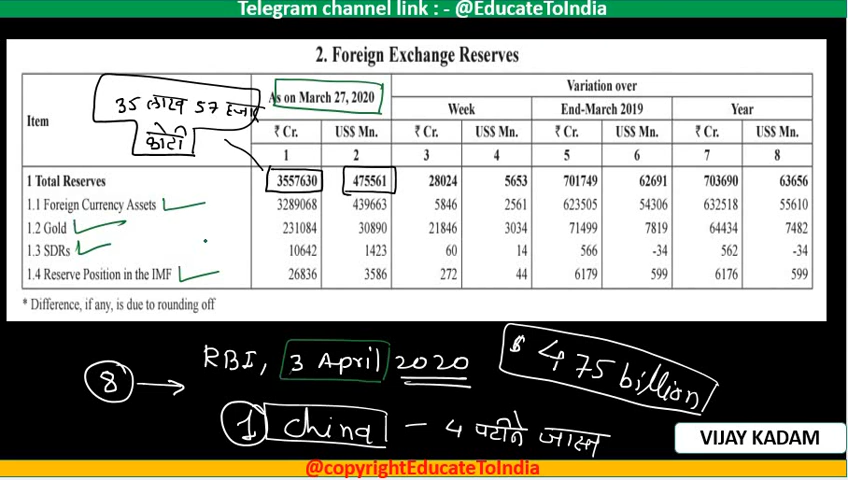 Telegram channel link : - @EducateToIndia
2. Foreign Exchange Reserves
Item As on March 27, 2020 Variation over
Week End-March 2019 Year
₹ Cr. US$ Mn. ₹ Cr. US$ Mn. ₹ Cr. US$ Mn. ₹ Cr. US$ Mn.
1 2 3 4 5 6 7 8
1 Total Reserves 3557630 475561 28024 5653 701749 62691 703690 63656
1.1 Foreign Currency Assets 3289068 439663 5846 2561 623505 54306 632518 55610
1.2 Gold 231084 30890 21846 3034 71499 7819 64434 7482
1.3 SDRs 10642 1423 60 14 566 -34 562 -34
1.4 Reserve Position in the IMF 26836 3586 272 44 6179 599 6176 599
* Difference, if any, is due to rounding off
35 लाख 57 हजार
कोटी
RBI, 3 April 2020
$ 475 billion
8
1 China - 4 पटीने जास्त
VIJAY KADAM
@copyrightEducateToIndia